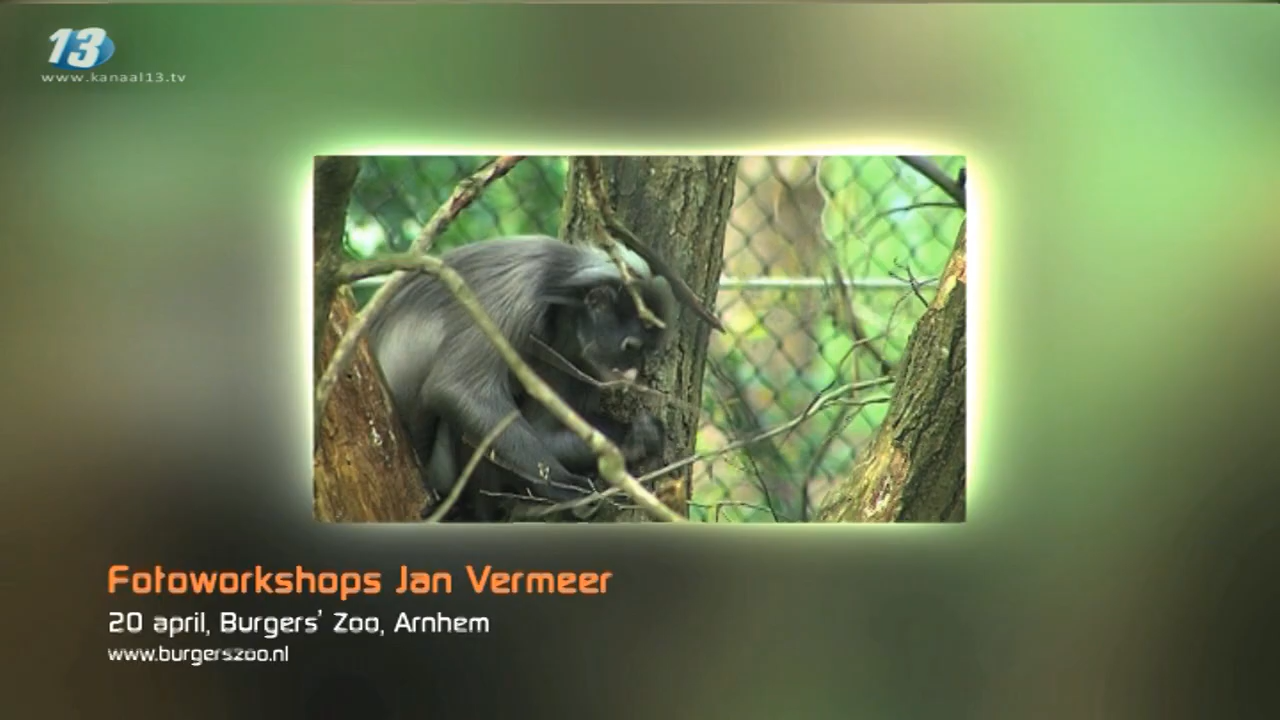 13
www.kanaal13.tv
Fotoworkshops Jan Vermeer
20 april, Burgers' Zoo, Arnhem
www.burgerszoo.nl